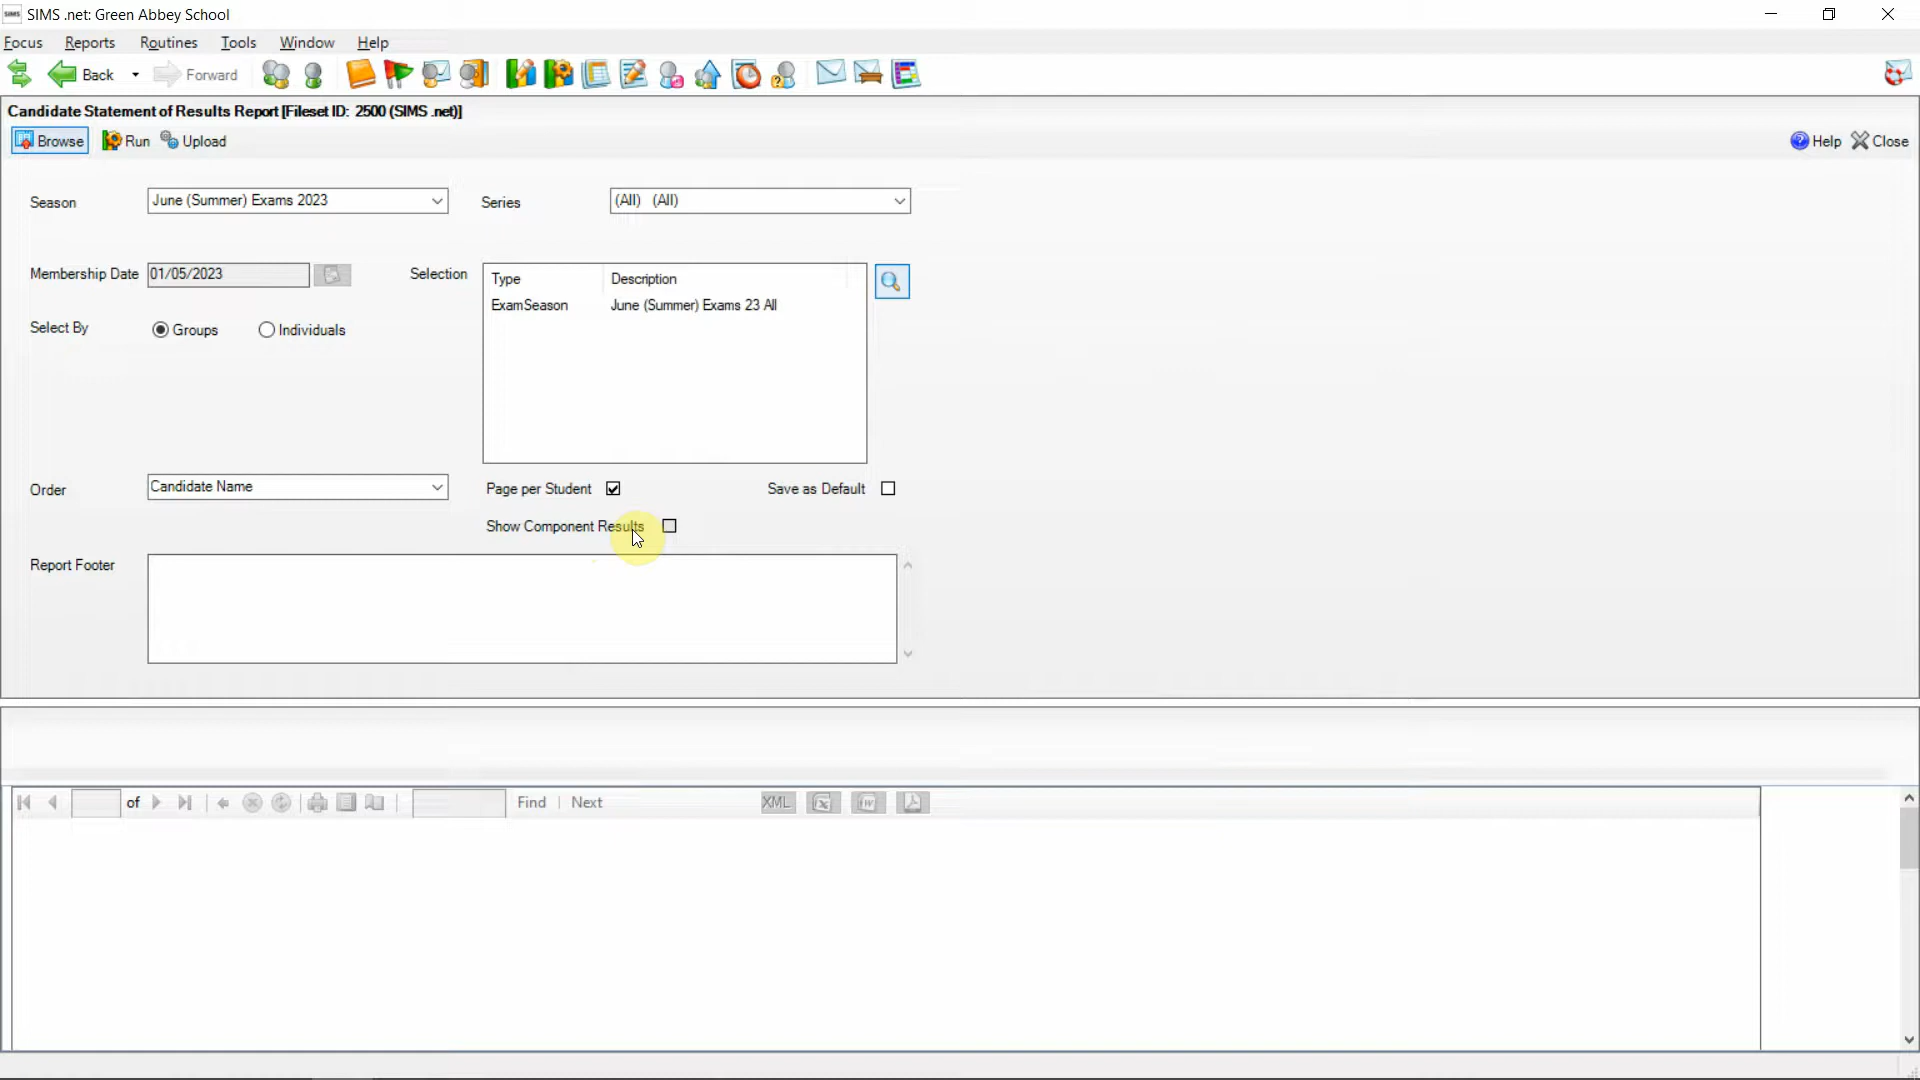 SIMS .net: Green Abbey School
Focus Reports Routines Tools Window Help
Back Forward
Candidate Statement of Results Report [Fileset ID: 2500 (SIMS .net)]
Browse Run Upload Help Close
Season June (Summer) Exams 2023 Series (All) (All)
Membership Date 01/05/2023 Selection Type Description
ExamSeason June (Summer) Exams 23 All
Select By Groups Individuals
Order Candidate Name Page per Student Save as Default
Show Component Results
Report Footer
of Find Next XML